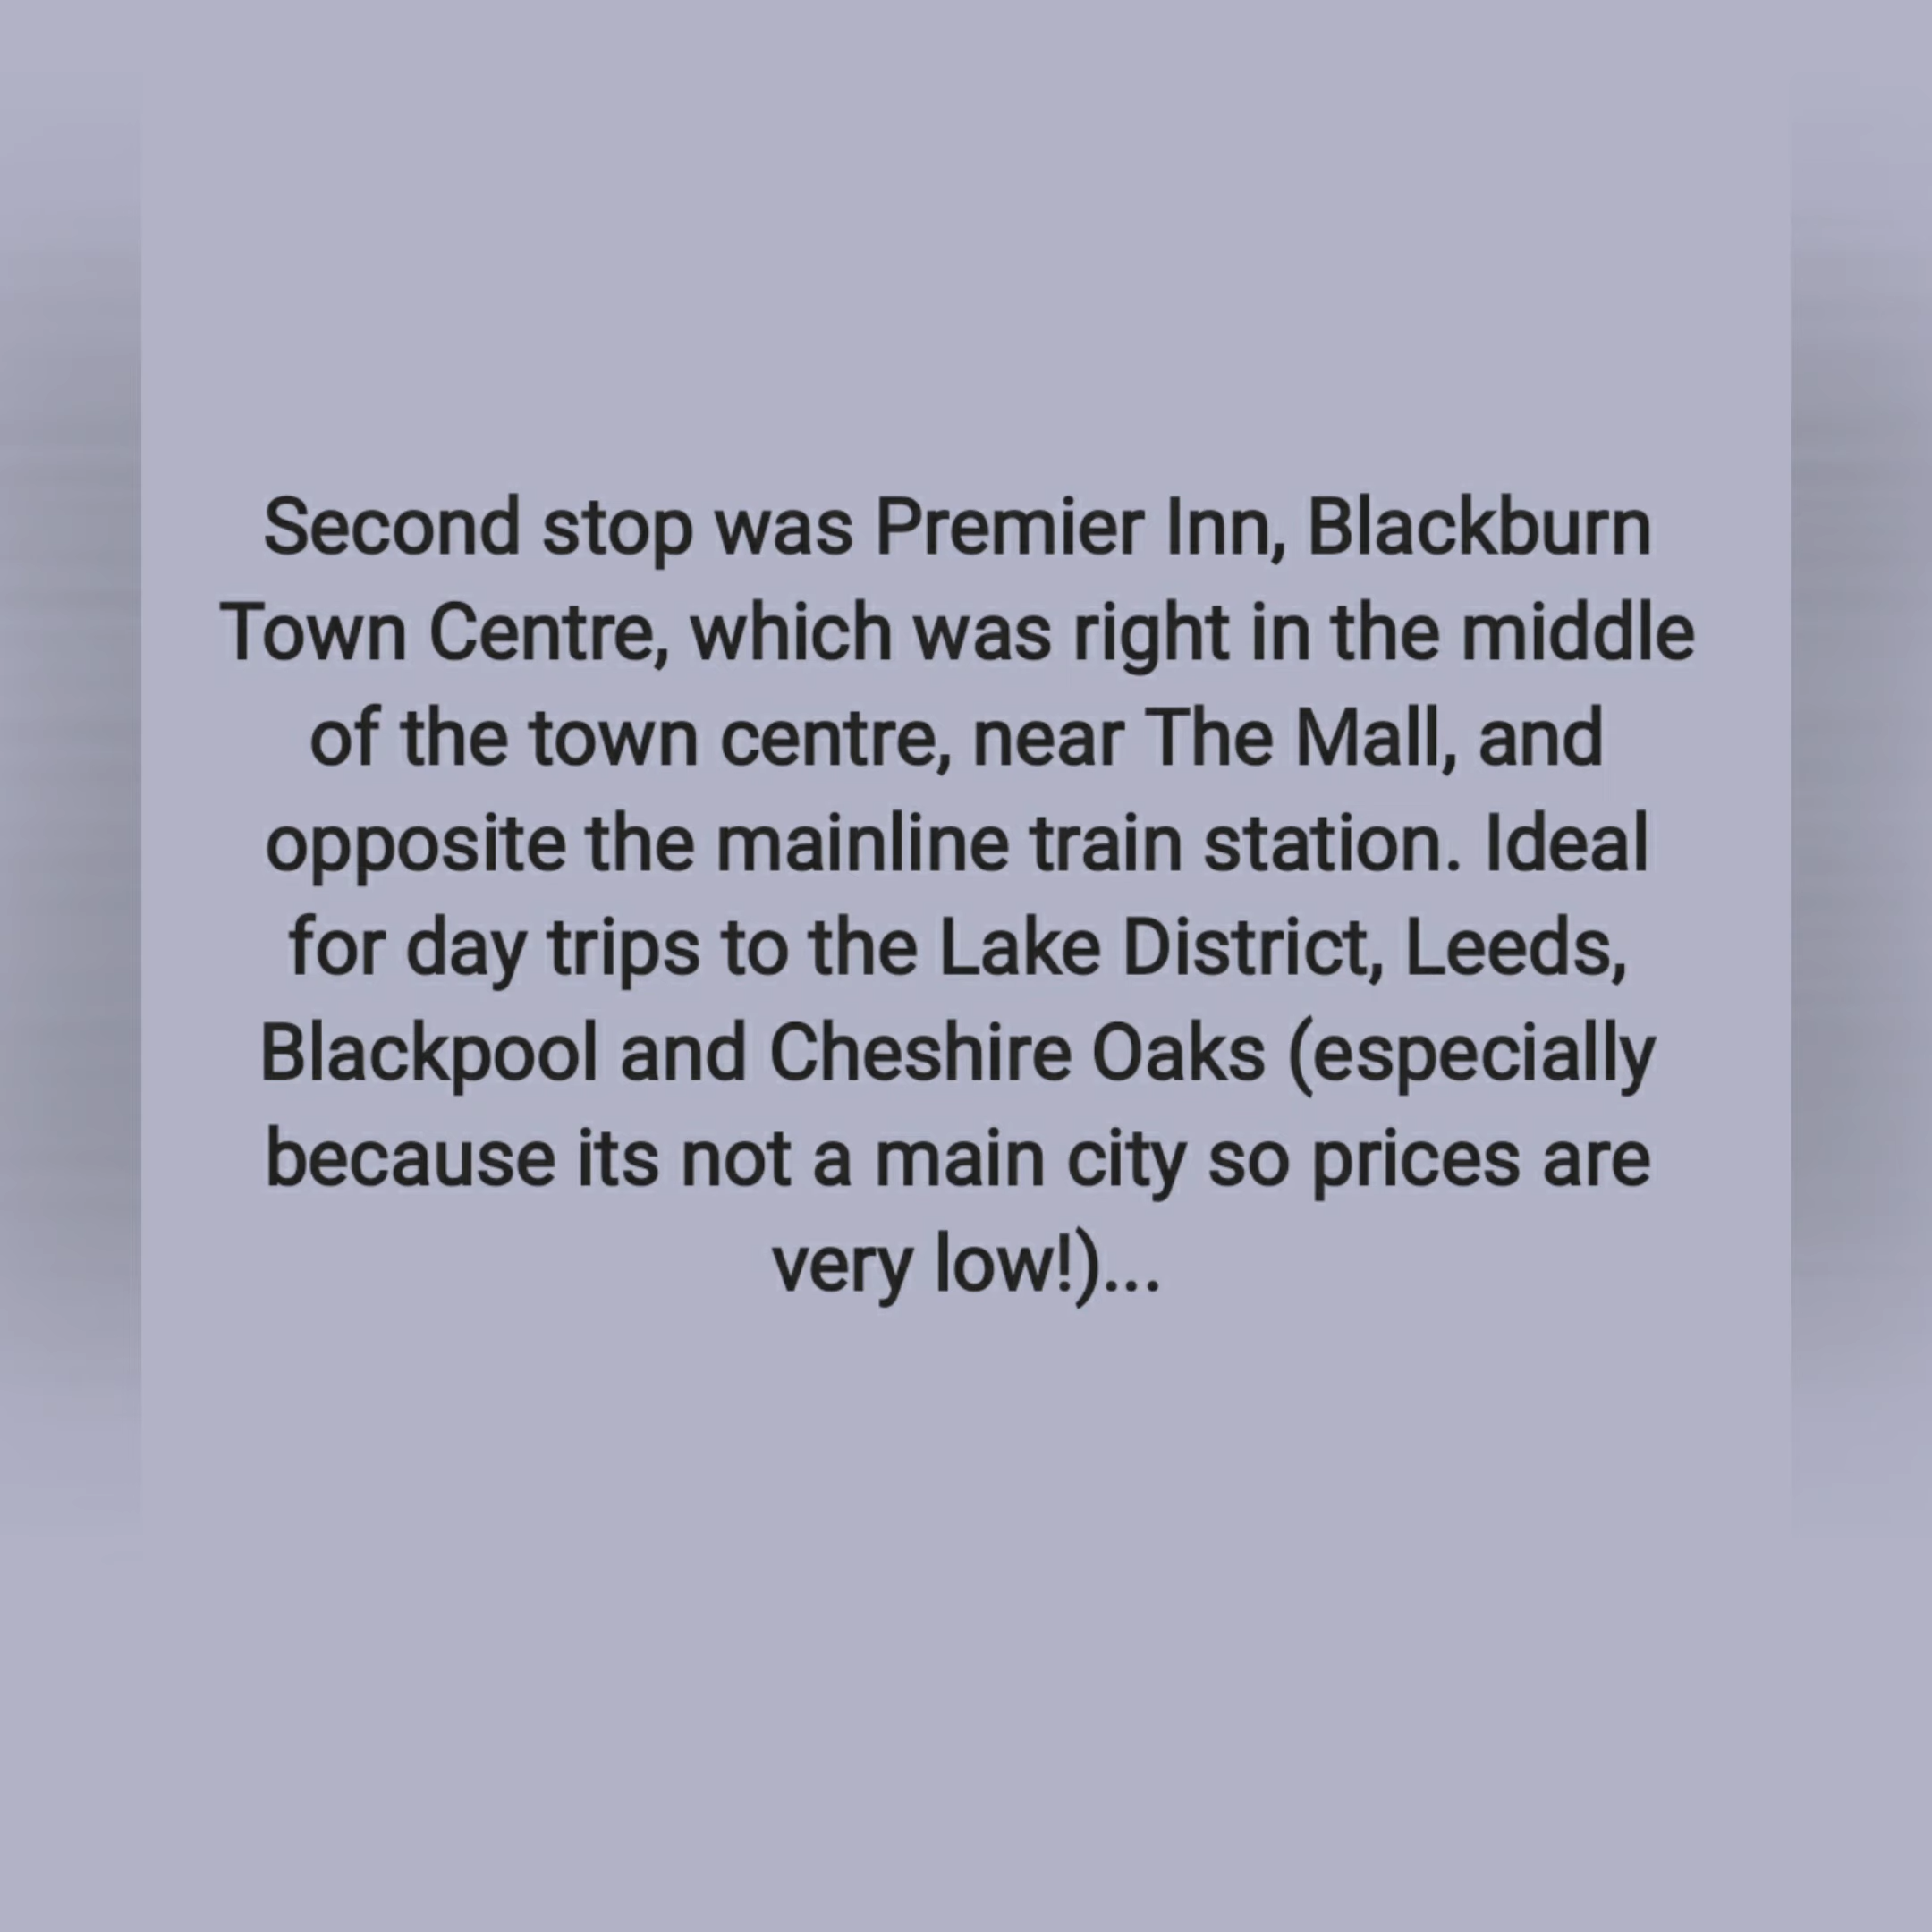 Second stop was Premier Inn, Blackburn
Town Centre, which was right in the middle
of the town centre, near The Mall, and
opposite the mainline train station. Ideal
for day trips to the Lake District, Leeds,
Blackpool and Cheshire Oaks (especially
because its not a main city so prices are
very low!)...